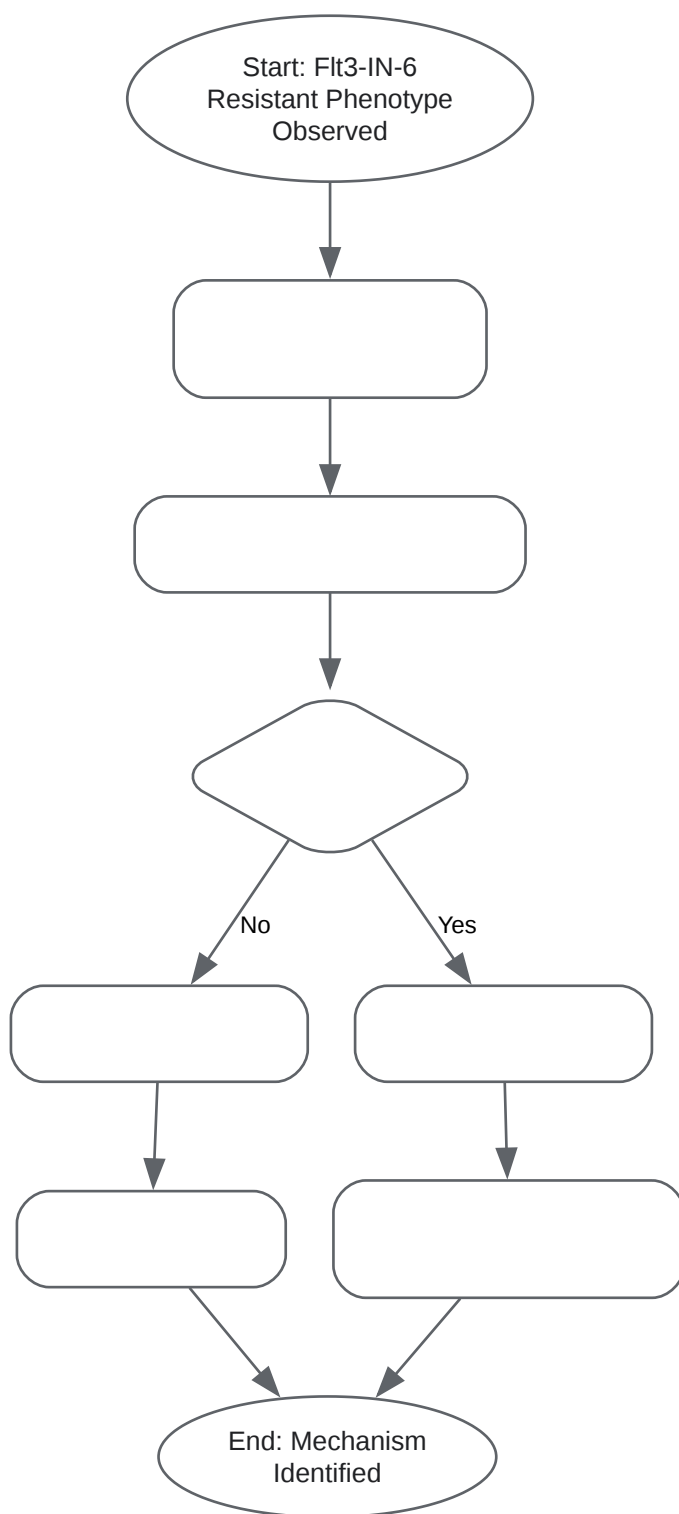 Start: Flt3-IN-6
Resistant Phenotype
Observed
No
Yes
End: Mechanism
Identified